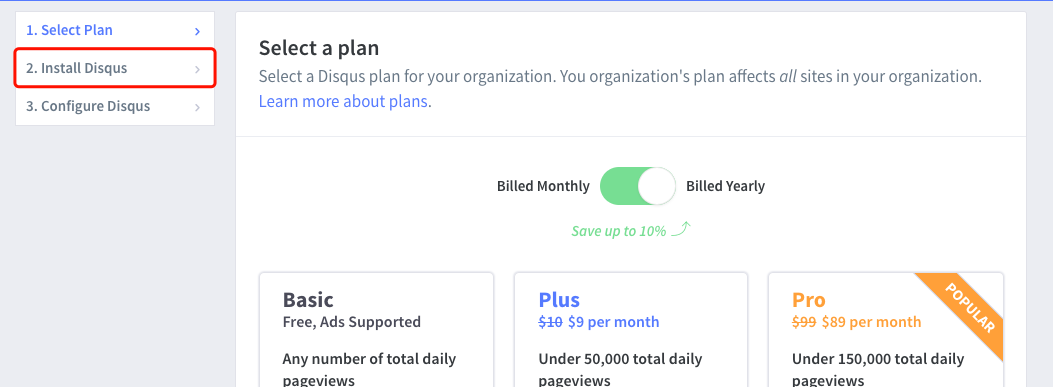 1. Select Plan
2. Install Disqus
3. Configure Disqus
Select a plan
Select a Disqus plan for your organization. You organization's plan affects all sites in your organization.
Learn more about plans.
Billed Monthly
Billed Yearly
Save up to 10%
Basic
Free, Ads Supported
Any number of total daily
pageviews
Plus
$10 $9 per month
Under 50,000 total daily
pageviews
Pro
$99 $89 per month
POPULAR
Under 150,000 total daily
pageviews